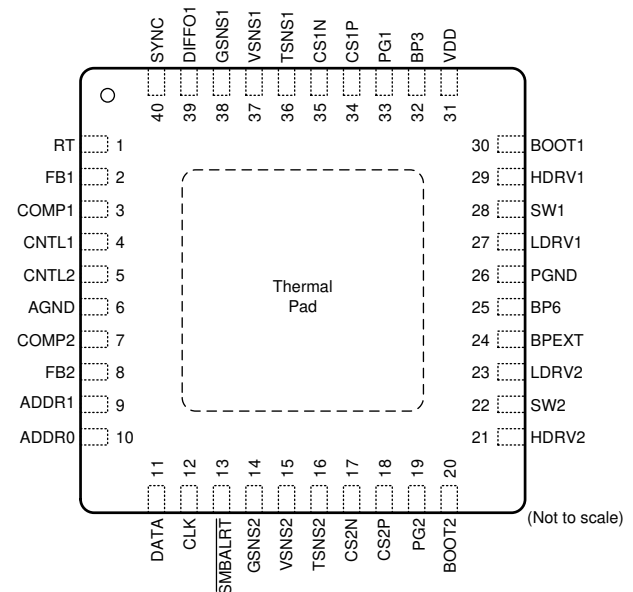 SYNC
DIFFO1
GSNS1
VSNS1
TSNS1
CS1N
CS1P
PG1
BP3
VDD
40
39
38
37
36
35
34
33
32
31
RT 1
FB1 2
COMP1 3
CNTL1 4
CNTL2 5
AGND 6
COMP2 7
FB2 8
ADDR1 9
ADDR0 10
Thermal
Pad
30 BOOT1
29 HDRV1
28 SW1
27 LDRV1
26 PGND
25 BP6
24 BPEXT
23 LDRV2
22 SW2
21 HDRV2
11
12
13
14
15
16
17
18
19
20
DATA
CLK
SMBALRT
GSNS2
VSNS2
TSNS2
CS2N
CS2P
PG2
BOOT2
(Not to scale)